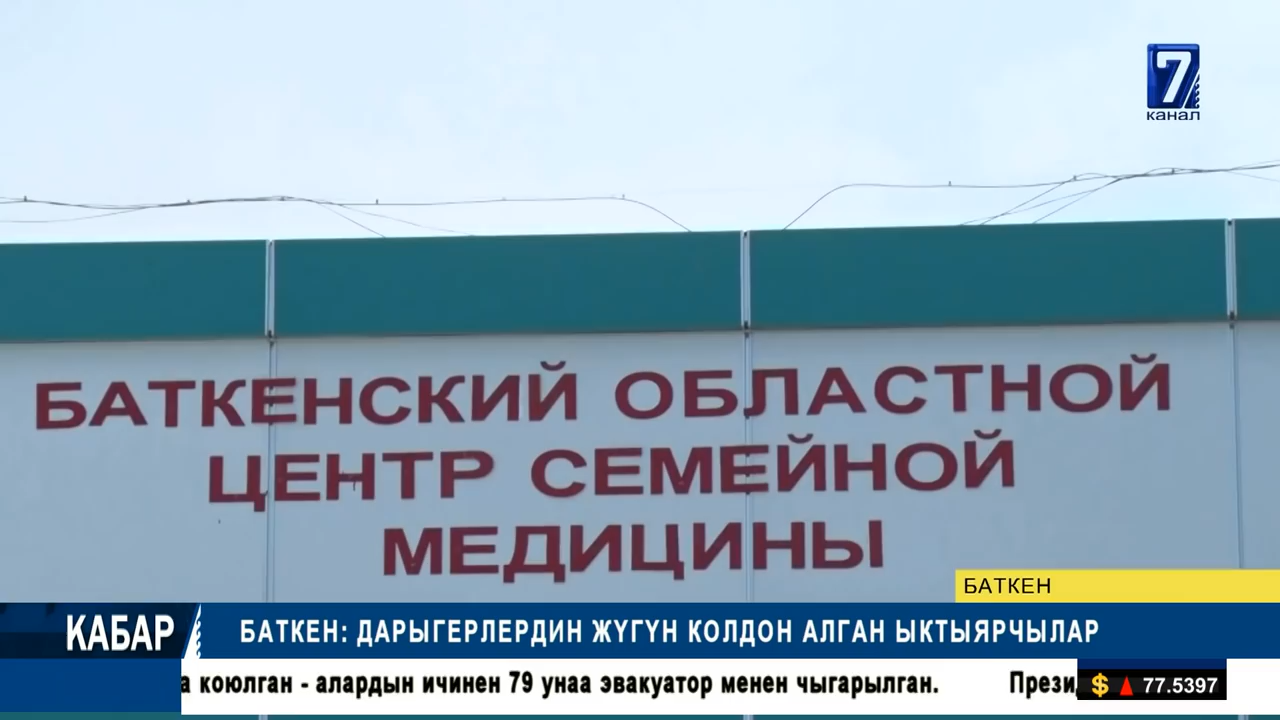 7
канал
БАТКЕНСКИЙ ОБЛАСТНОЙ
ЦЕНТР СЕМЕЙНОЙ
МЕДИЦИНЫ
БАТКЕН
КАБАР
БАТКЕН: ДАРЫГЕРЛЕРДИН ЖҮГҮН КОЛДОН АЛГАН ЫКТЫЯРЧЫЛАР
а коюлган - алардын ичинен 79 унаа эвакуатор менен чыгарылган.
$ ▲ 77.5397